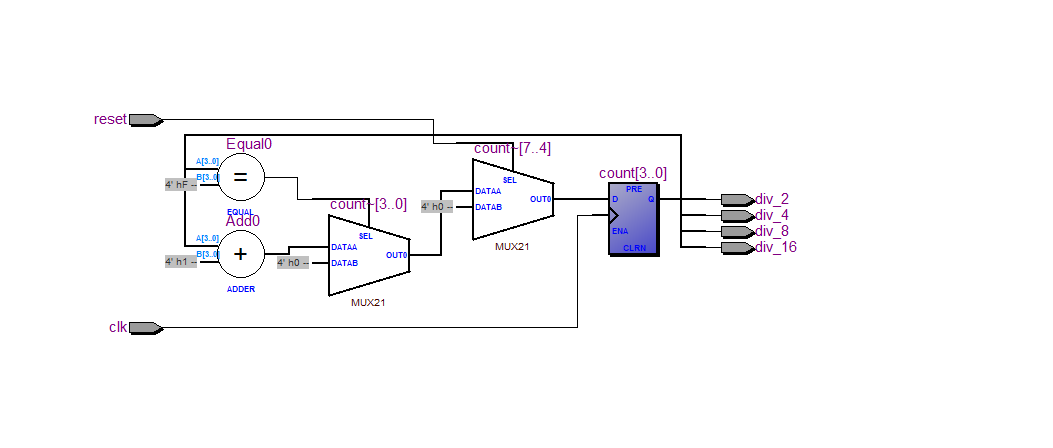 reset
Equal0
A[3..0]
B[3..0]
4' hF --
=
EQUAL
Add0
A[3..0]
B[3..0]
4' h1 --
+
ADDER
count~[3..0]
SEL
DATAA
DATAB
4' h0 --
OUT0
MUX21
count~[7..4]
SEL
DATAA
DATAB
4' h0 --
OUT0
MUX21
count[3..0]
PRE
D
Q
ENA
CLRN
div_2
div_4
div_8
div_16
clk